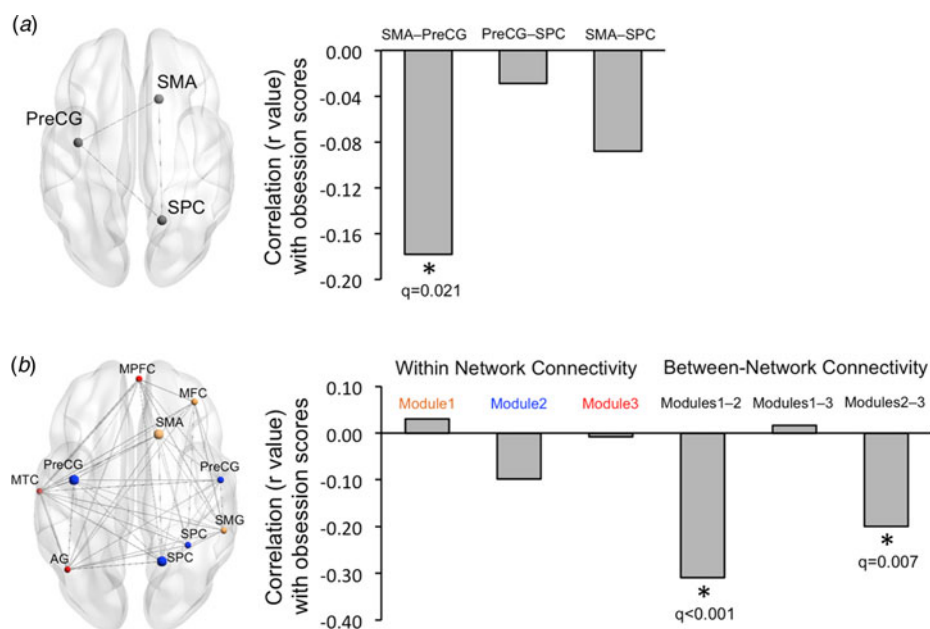 (a)
SMA
PreCG
SPC
SMA–PreCG PreCG–SPC SMA–SPC
0.00
-0.04
-0.08
-0.12
-0.16
-0.20
Correlation (r value)
with obsession scores
*
q=0.021
(b)
MPFC
MFC
SMA
PreCG
PreCG
MTC
SMG
SPC
SPC
AG
Within Network Connectivity Between-Network Connectivity
Module1 Module2 Module3 Modules1–2 Modules1–3 Modules2–3
0.10
0.00
-0.10
-0.20
-0.30
-0.40
Correlation (r value)
with obsession scores
*
q<0.001
*
q=0.007